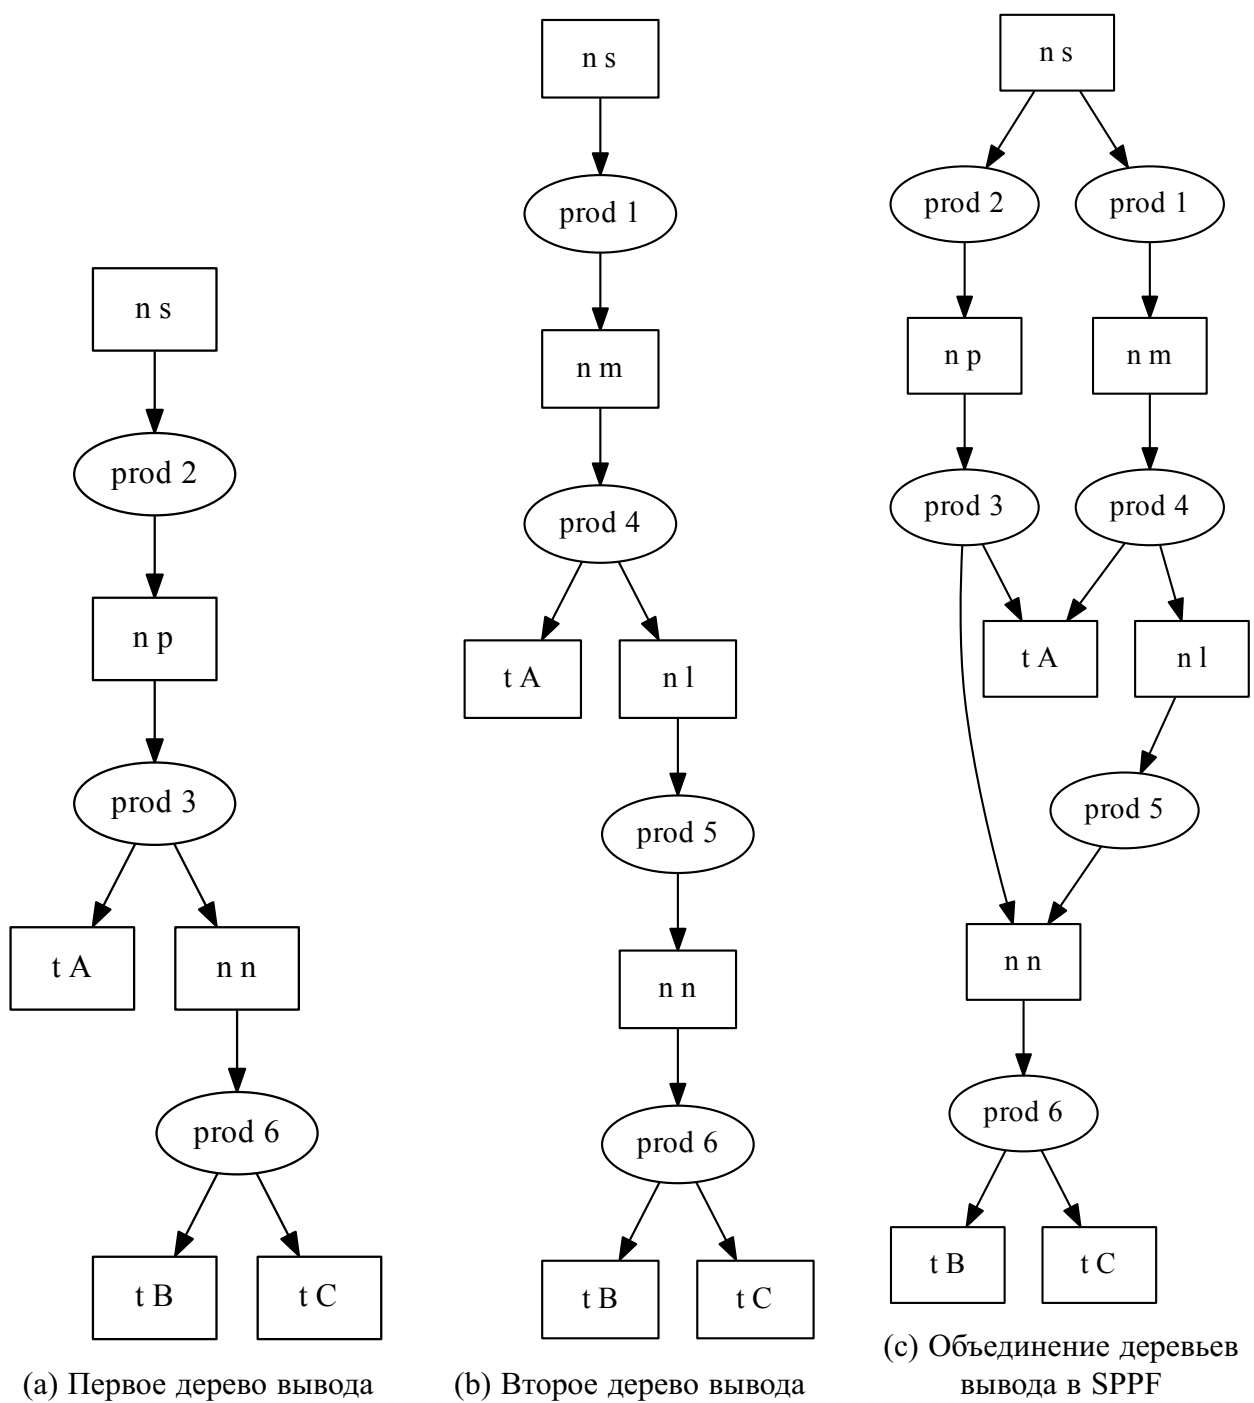 n s
prod 2
n p
prod 3
t A
n n
prod 6
t B
t C
(a) Первое дерево вывода
n s
prod 1
n m
prod 4
t A
n l
prod 5
n n
prod 6
t B
t C
(b) Второе дерево вывода
n s
prod 2
prod 1
n p
n m
prod 3
prod 4
t A
n l
prod 5
n n
prod 6
t B
t C
(c) Объединение деревьев
вывода в SPPF